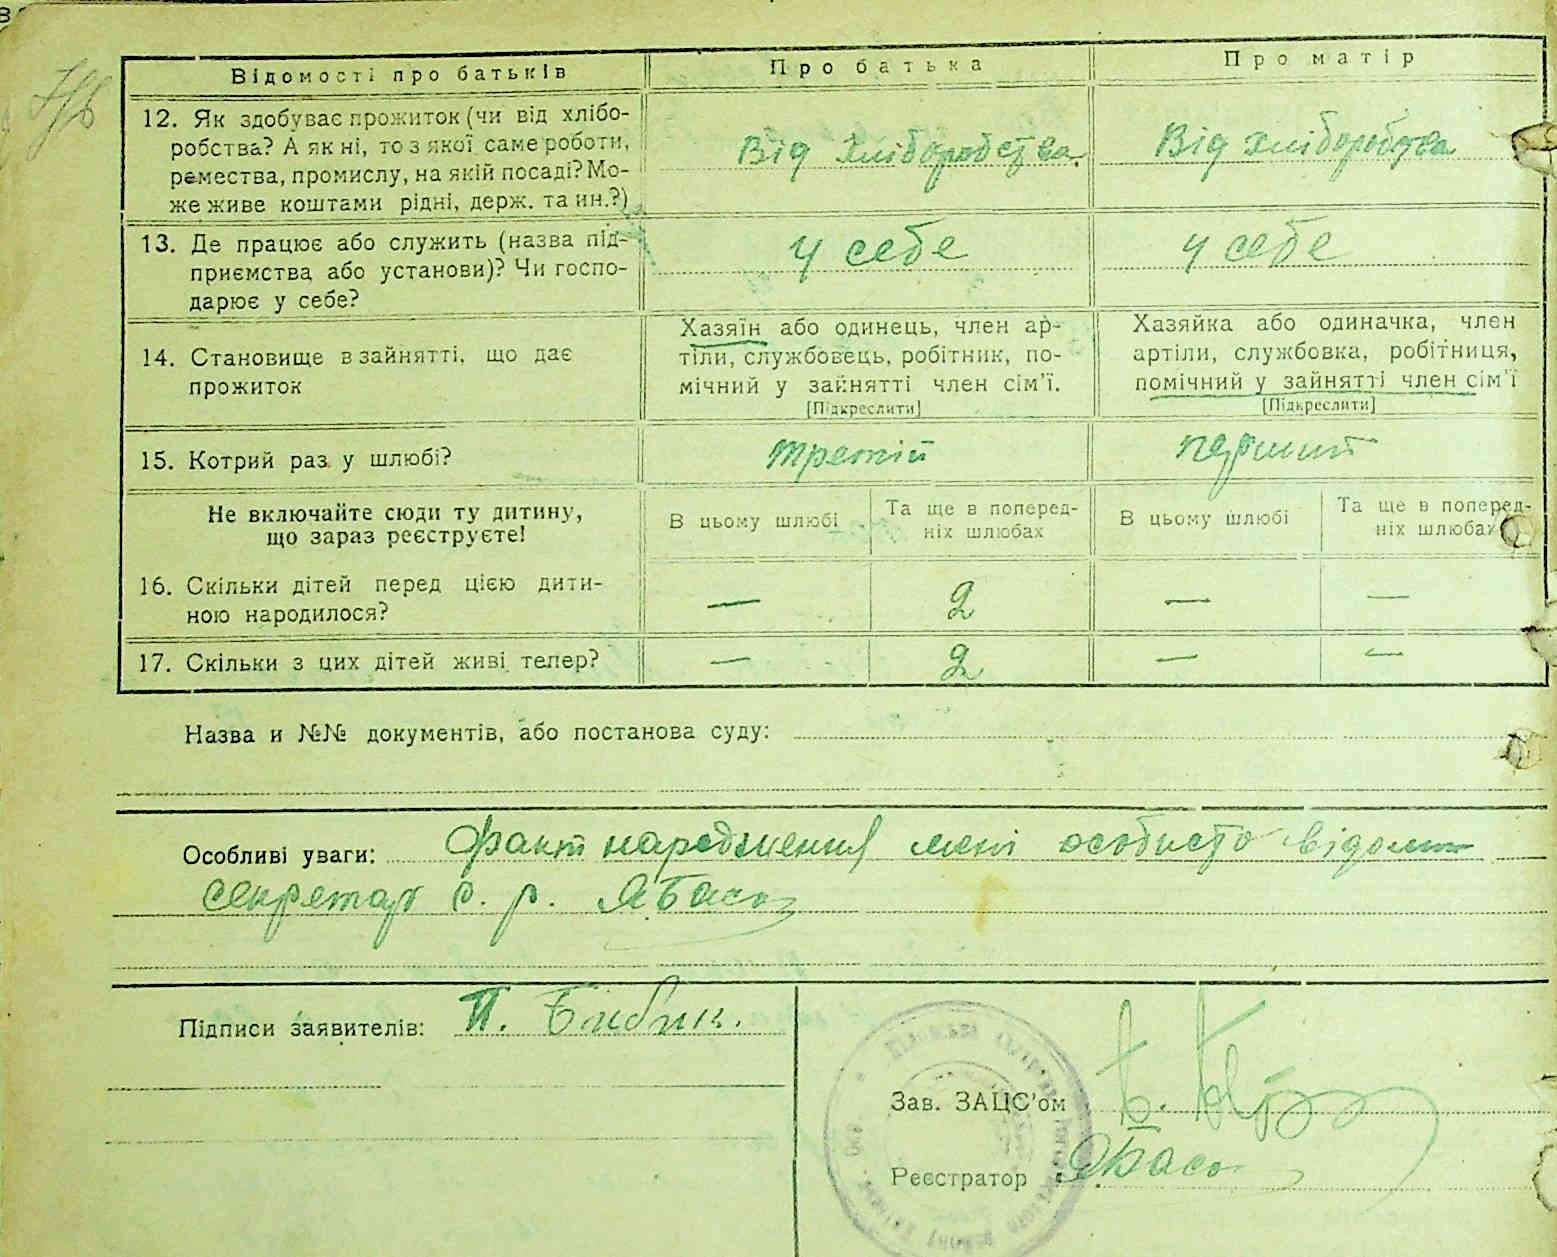 Відомості про батьків
Про батька
Про матір
12. Як здобуває прожиток (чи від хлібо-
робства? А як ні, то з якої саме роботи,
ремества, промислу, на якій посаді? Мо-
же живе коштами рідні, держ. та ин.?)
Від хліборобства
Від хліборобства
13. Де працює або служить (назва під-
приємства або установи)? Чи госпо-
дарює у себе?
у себе
у себе
14. Становище в зайнятті, що дає
прожиток
Хазяїн або одинець, член ар-
тіли, службовець, робітник, по-
мічний у зайнятті член сім'ї.
[Підкреслити]
Хазяйка або одиначка, член
артіли, службовка, робітниця,
помічний у зайнятті член сім'ї
[Підкреслити]
15. Котрий раз у шлюбі?
третій
перший
Не включайте сюди ту дитину,
що зараз реєструєте!
В цьому шлюбі
Та ще в поперед-
ніх шлюбах
В цьому шлюбі
Та ще в поперед-
ніх шлюбах
16. Скільки дітей перед цією дити-
ною народилося?
— 2 — —
17. Скільки з цих дітей живі тепер?
— 2 — —
Назва и №№ документів, або постанова суду:
Особливі уваги: Факт народження мені особисто відомий
секретар с. р. ЯБасо
Підписи заявителів: П. Бибик.
Зав. ЗАЦС'ом
Реєстратор ЯБасо